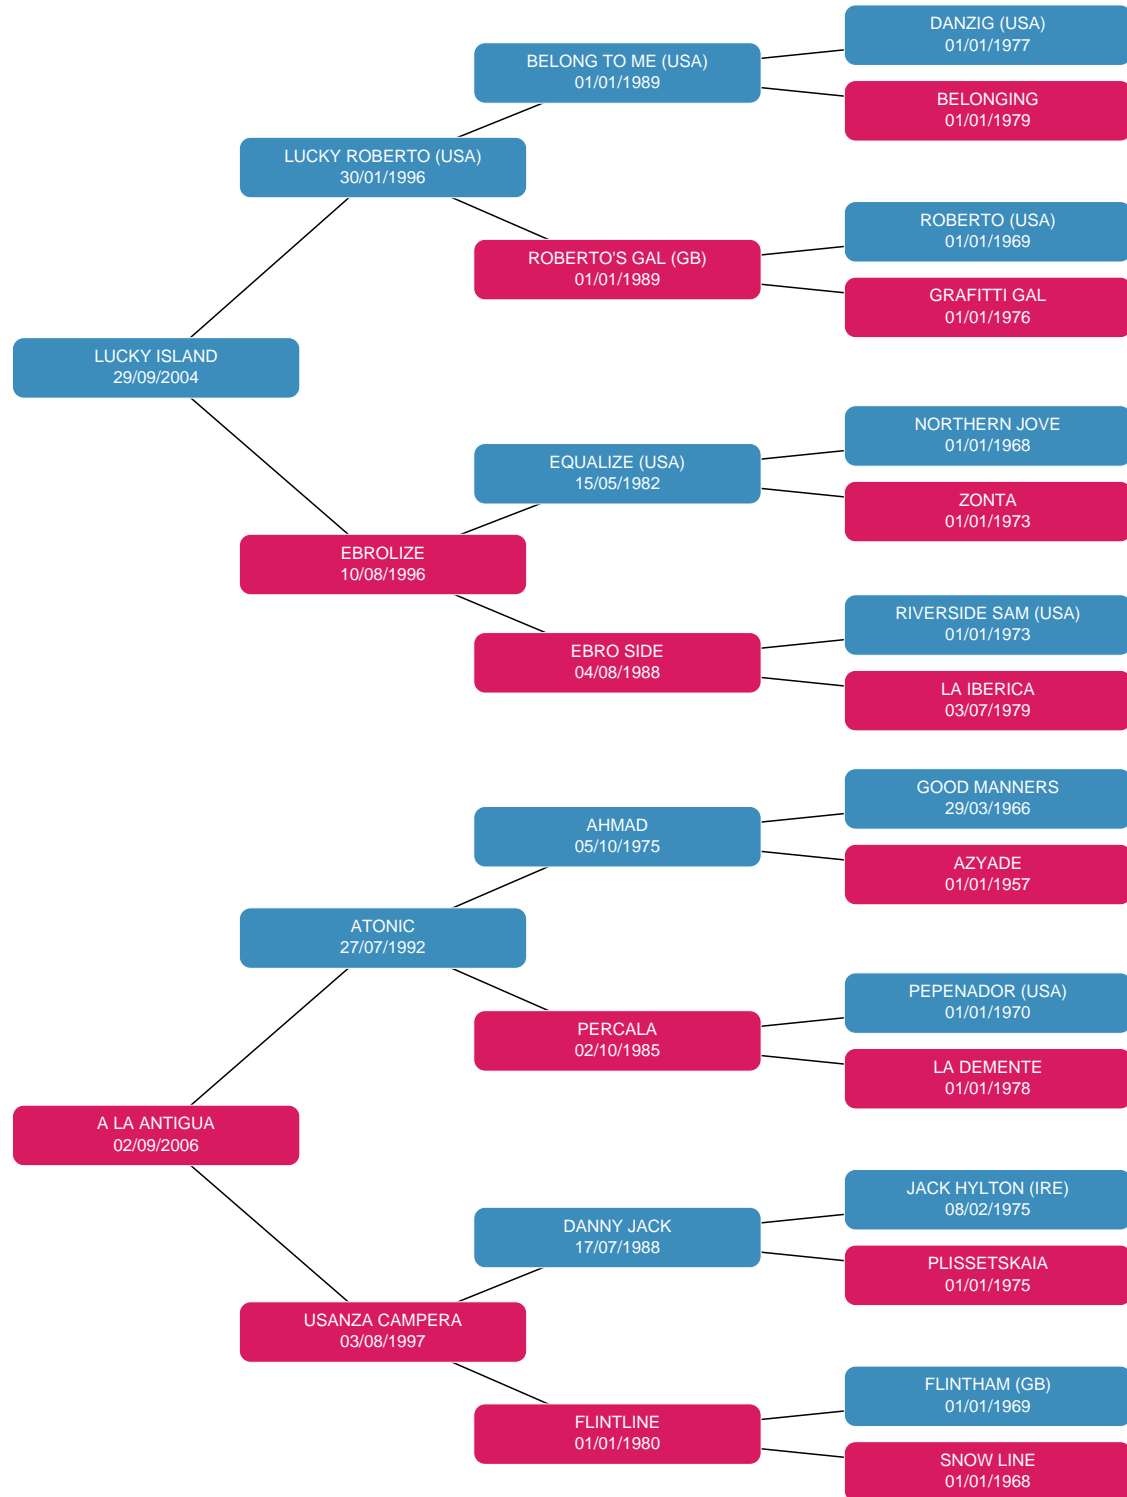 DANZIG (USA)
01/01/1977
BELONG TO ME (USA)
01/01/1989
BELONGING
01/01/1979
LUCKY ROBERTO (USA)
30/01/1996
ROBERTO (USA)
01/01/1969
ROBERTO'S GAL (GB)
01/01/1989
GRAFITTI GAL
01/01/1976
LUCKY ISLAND
29/09/2004
NORTHERN JOVE
01/01/1968
EQUALIZE (USA)
15/05/1982
ZONTA
01/01/1973
EBROLIZE
10/08/1996
RIVERSIDE SAM (USA)
01/01/1973
EBRO SIDE
04/08/1988
LA IBERICA
03/07/1979
GOOD MANNERS
29/03/1966
AHMAD
05/10/1975
AZYADE
01/01/1957
ATONIC
27/07/1992
PEPENADOR (USA)
01/01/1970
PERCALA
02/10/1985
LA DEMENTE
01/01/1978
A LA ANTIGUA
02/09/2006
JACK HYLTON (IRE)
08/02/1975
DANNY JACK
17/07/1988
PLISSETSKAIA
01/01/1975
USANZA CAMPERA
03/08/1997
FLINTHAM (GB)
01/01/1969
FLINTLINE
01/01/1980
SNOW LINE
01/01/1968